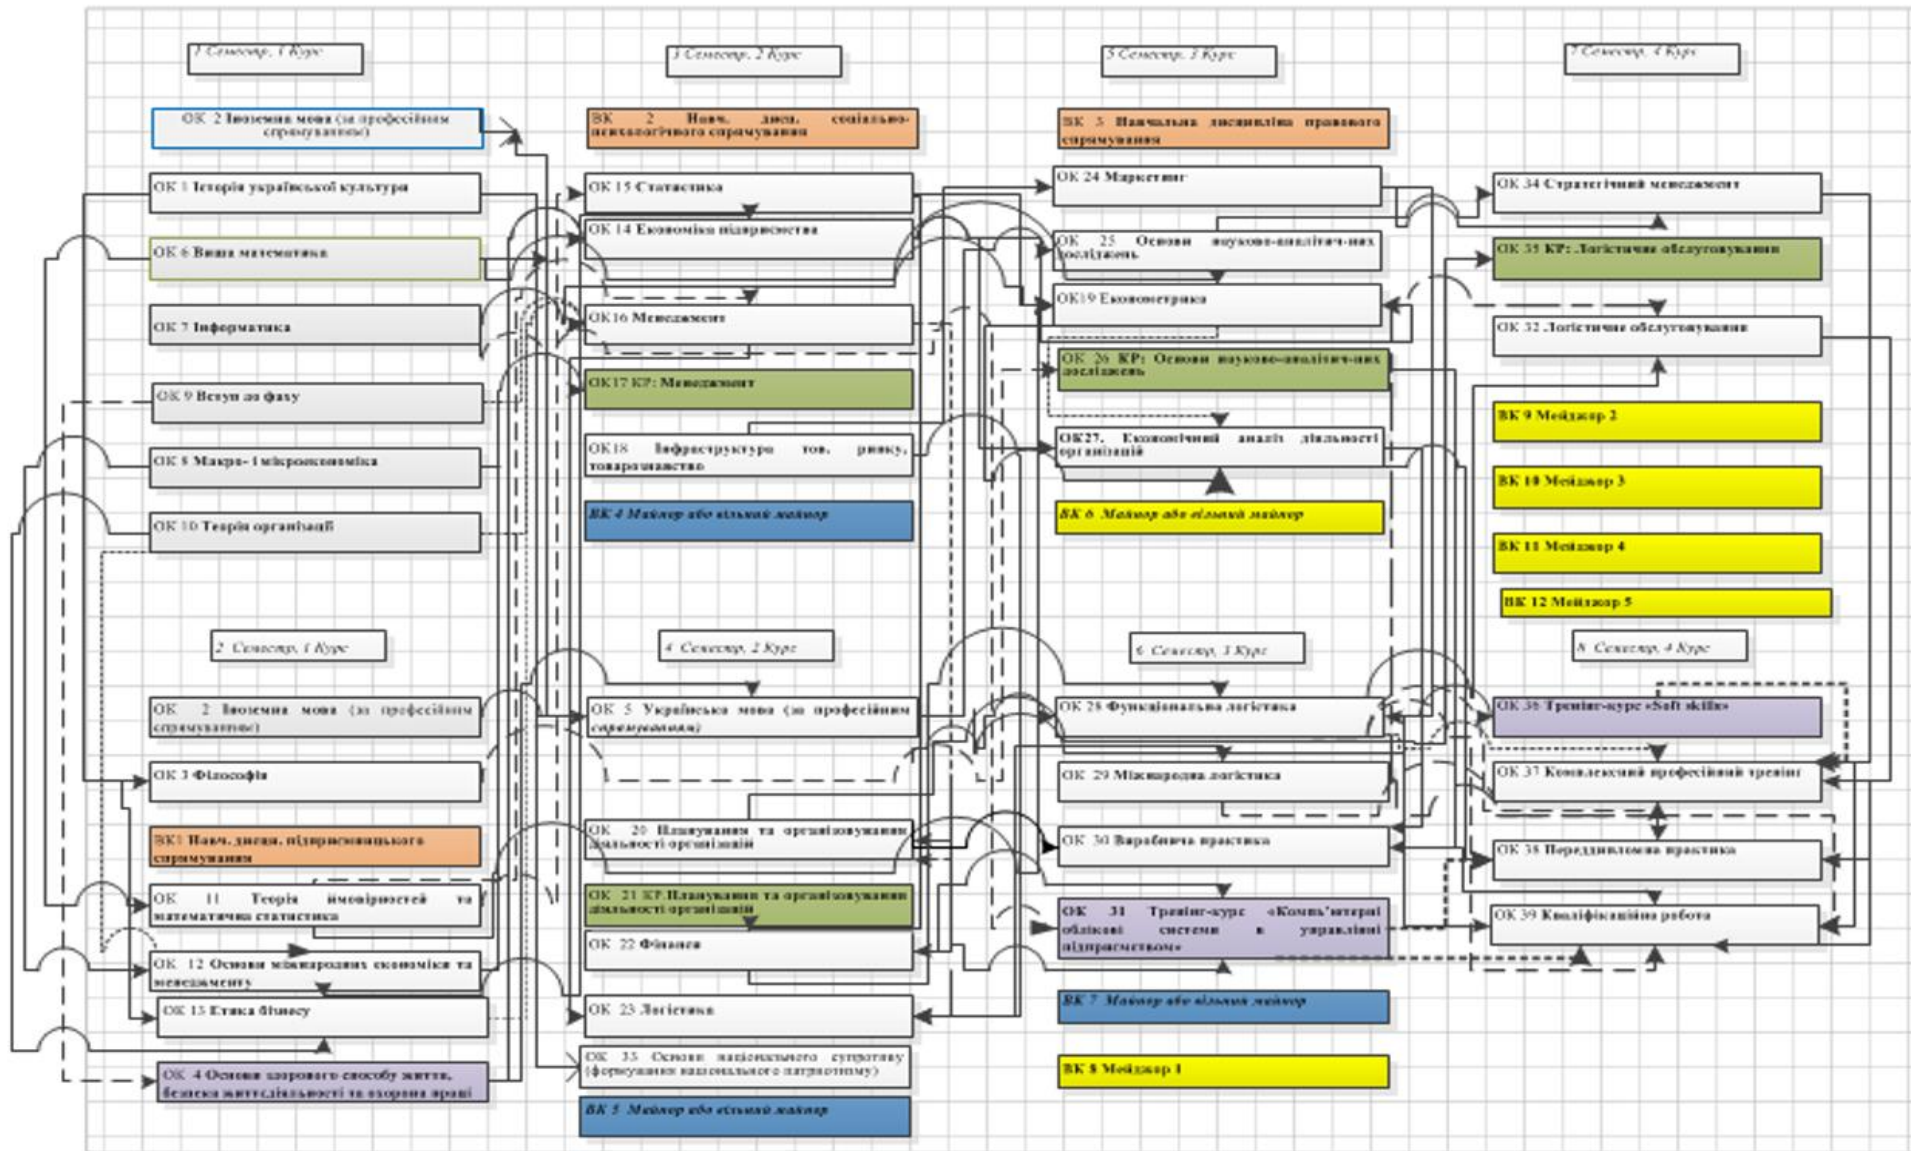 1 Семестр, 1 Курс
ОК 2 Іноземна мова (за професійним
спрямуванням)
ОК 1 Історія української культури
ОК 6 Вища математика
ОК 7 Інформатика
ОК 9 Вступ до фаху
ОК 8 Макро- і мікроекономіка
ОК 10 Теорія організації
2 Семестр, 1 Курс
ОК 2 Іноземна мова (за професійним
спрямуванням)
ОК 3 Філософія
ВК1 Навч. дисци. підприємницького
спрямування
ОК 11 Теорія ймовірностей та
математична статистика
ОК 12 Основи міжнародних економіки та
менеджменту
ОК 13 Етика бізнесу
ОК 4 Основи здорового способу життя,
безпека життєдіяльності та охорона праці
3 Семестр, 2 Курс
ВК 2 Навч. дисц. соціально-
психологічного спрямування
ОК 15 Статистика
ОК 14 Економіка підприємства
ОК16 Менеджмент
ОК17 КР: Менеджмент
ОК18 Інфраструктура тов. ринку,
товарознавство
ВК 4 Майнор або вільний майнор
4 Семестр, 2 Курс
ОК 5 Українська мова (за професійним
спрямуванням)
ОК 20 Планування та організовування
діяльності організацій
ОК 21 КР:Планування та організовування
діяльності організацій
ОК 22 Фінанси
ОК 23 Логістика
ОК 33 Основи національного супротиву
(формування національного патріотизму)
ВК 5 Майнор або вільний майнор
5 Семестр, 3 Курс
ВК 3 Навчальна дисципліна правового
спрямування
ОК 24 Маркетинг
ОК 25 Основи науково-аналітич-них
досліджень
ОК19 Економетрика
ОК 26 КР: Основи науково-аналітич-них
досліджень
ОК27. Економічний аналіз діяльності
організацій
ВК 6 Майнор або вільний майнор
6 Семестр, 3 Курс
ОК 28 Функціональна логістика
ОК 29 Міжнародна логістика
ОК 30 Виробнича практика
ОК 31 Тренінг-курс «Комп'ютерні
облікові системи в управлінні
підприємством»
ВК 7 Майнор або вільний майнор
ВК 8 Мейджор 1
7 Семестр, 4 Курс
ОК 34 Стратегічний менеджмент
ОК 35 КР: Логістичне обслуговування
ОК 32 Логістичне обслуговування
ВК 9 Мейджор 2
ВК 10 Мейджор 3
ВК 11 Мейджор 4
ВК 12 Мейджор 5
8 Семестр, 4 Курс
ОК 36 Тренінг-курс «Soft skills»
ОК 37 Комплексний професійний тренінг
ОК 38 Переддипломна практика
ОК 39 Кваліфікаційна робота